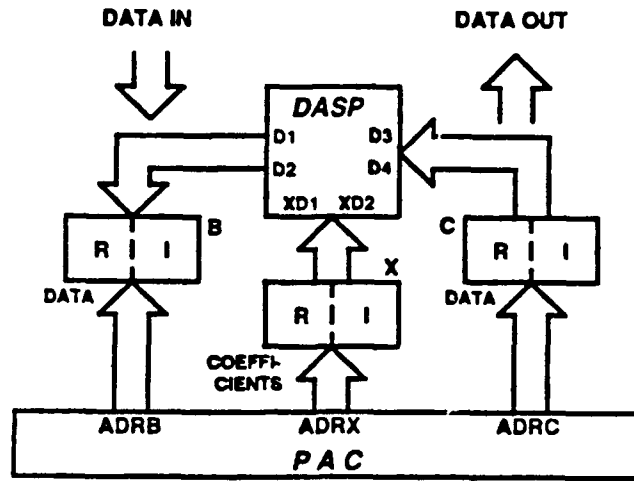 DATA IN
DATA OUT
DASP
D1
D3
D2
D4
XD1 XD2
B
R I
DATA
C
R I
DATA
X
R I
COEFFI-
CIENTS
ADRB
ADRX
ADRC
PAC